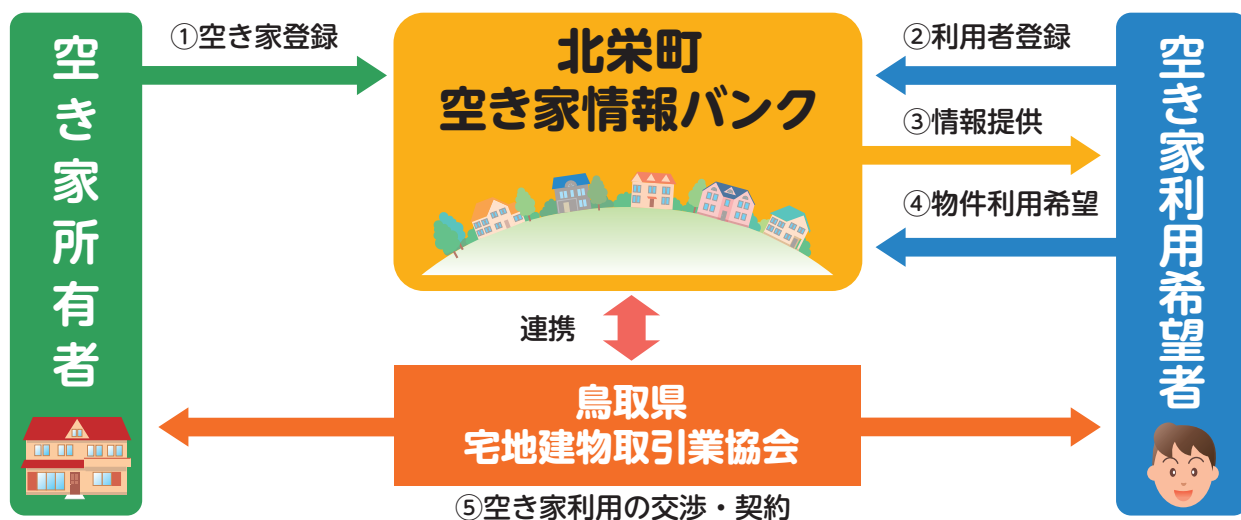 空き家所有者
①空き家登録
北栄町
空き家情報バンク
②利用者登録
③情報提供
④物件利用希望
空き家利用希望者
連携
鳥取県
宅地建物取引業協会
⑤空き家利用の交渉・契約